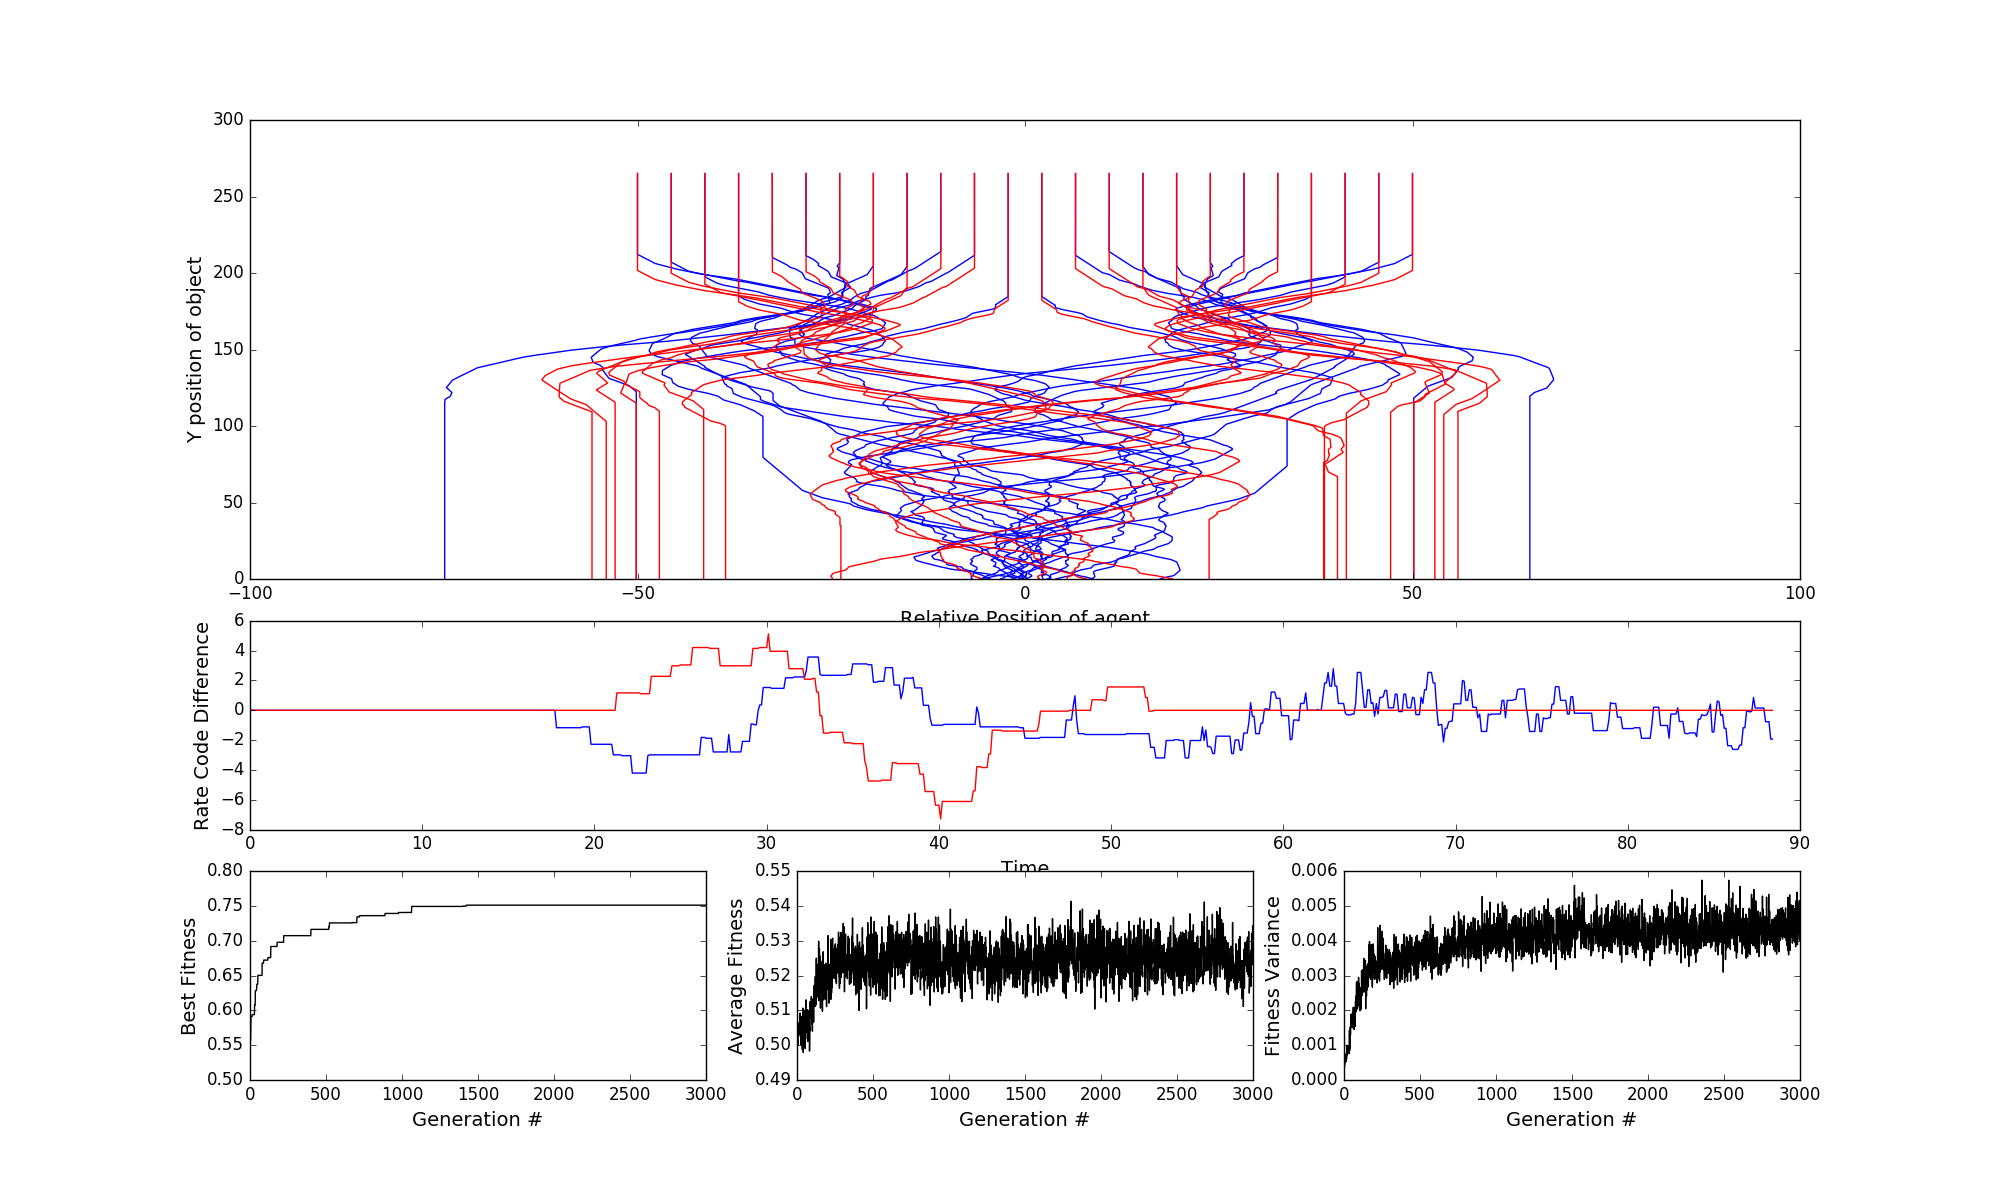 300
250
200
150
100
50
0
Y position of object
−100 −50 0 50 100
Relative Position of agent
6
4
2
0
−2
−4
−6
−8
Rate Code Difference
0 10 20 30 40 50 60 70 80 90
Time
0.80
0.75
0.70
0.65
0.60
0.55
0.50
Best Fitness
0 500 1000 1500 2000 2500 3000
Generation #
0.55
0.54
0.53
0.52
0.51
0.50
0.49
Average Fitness
0 500 1000 1500 2000 2500 3000
Generation #
0.006
0.005
0.004
0.003
0.002
0.001
0.000
Fitness Variance
0 500 1000 1500 2000 2500 3000
Generation #